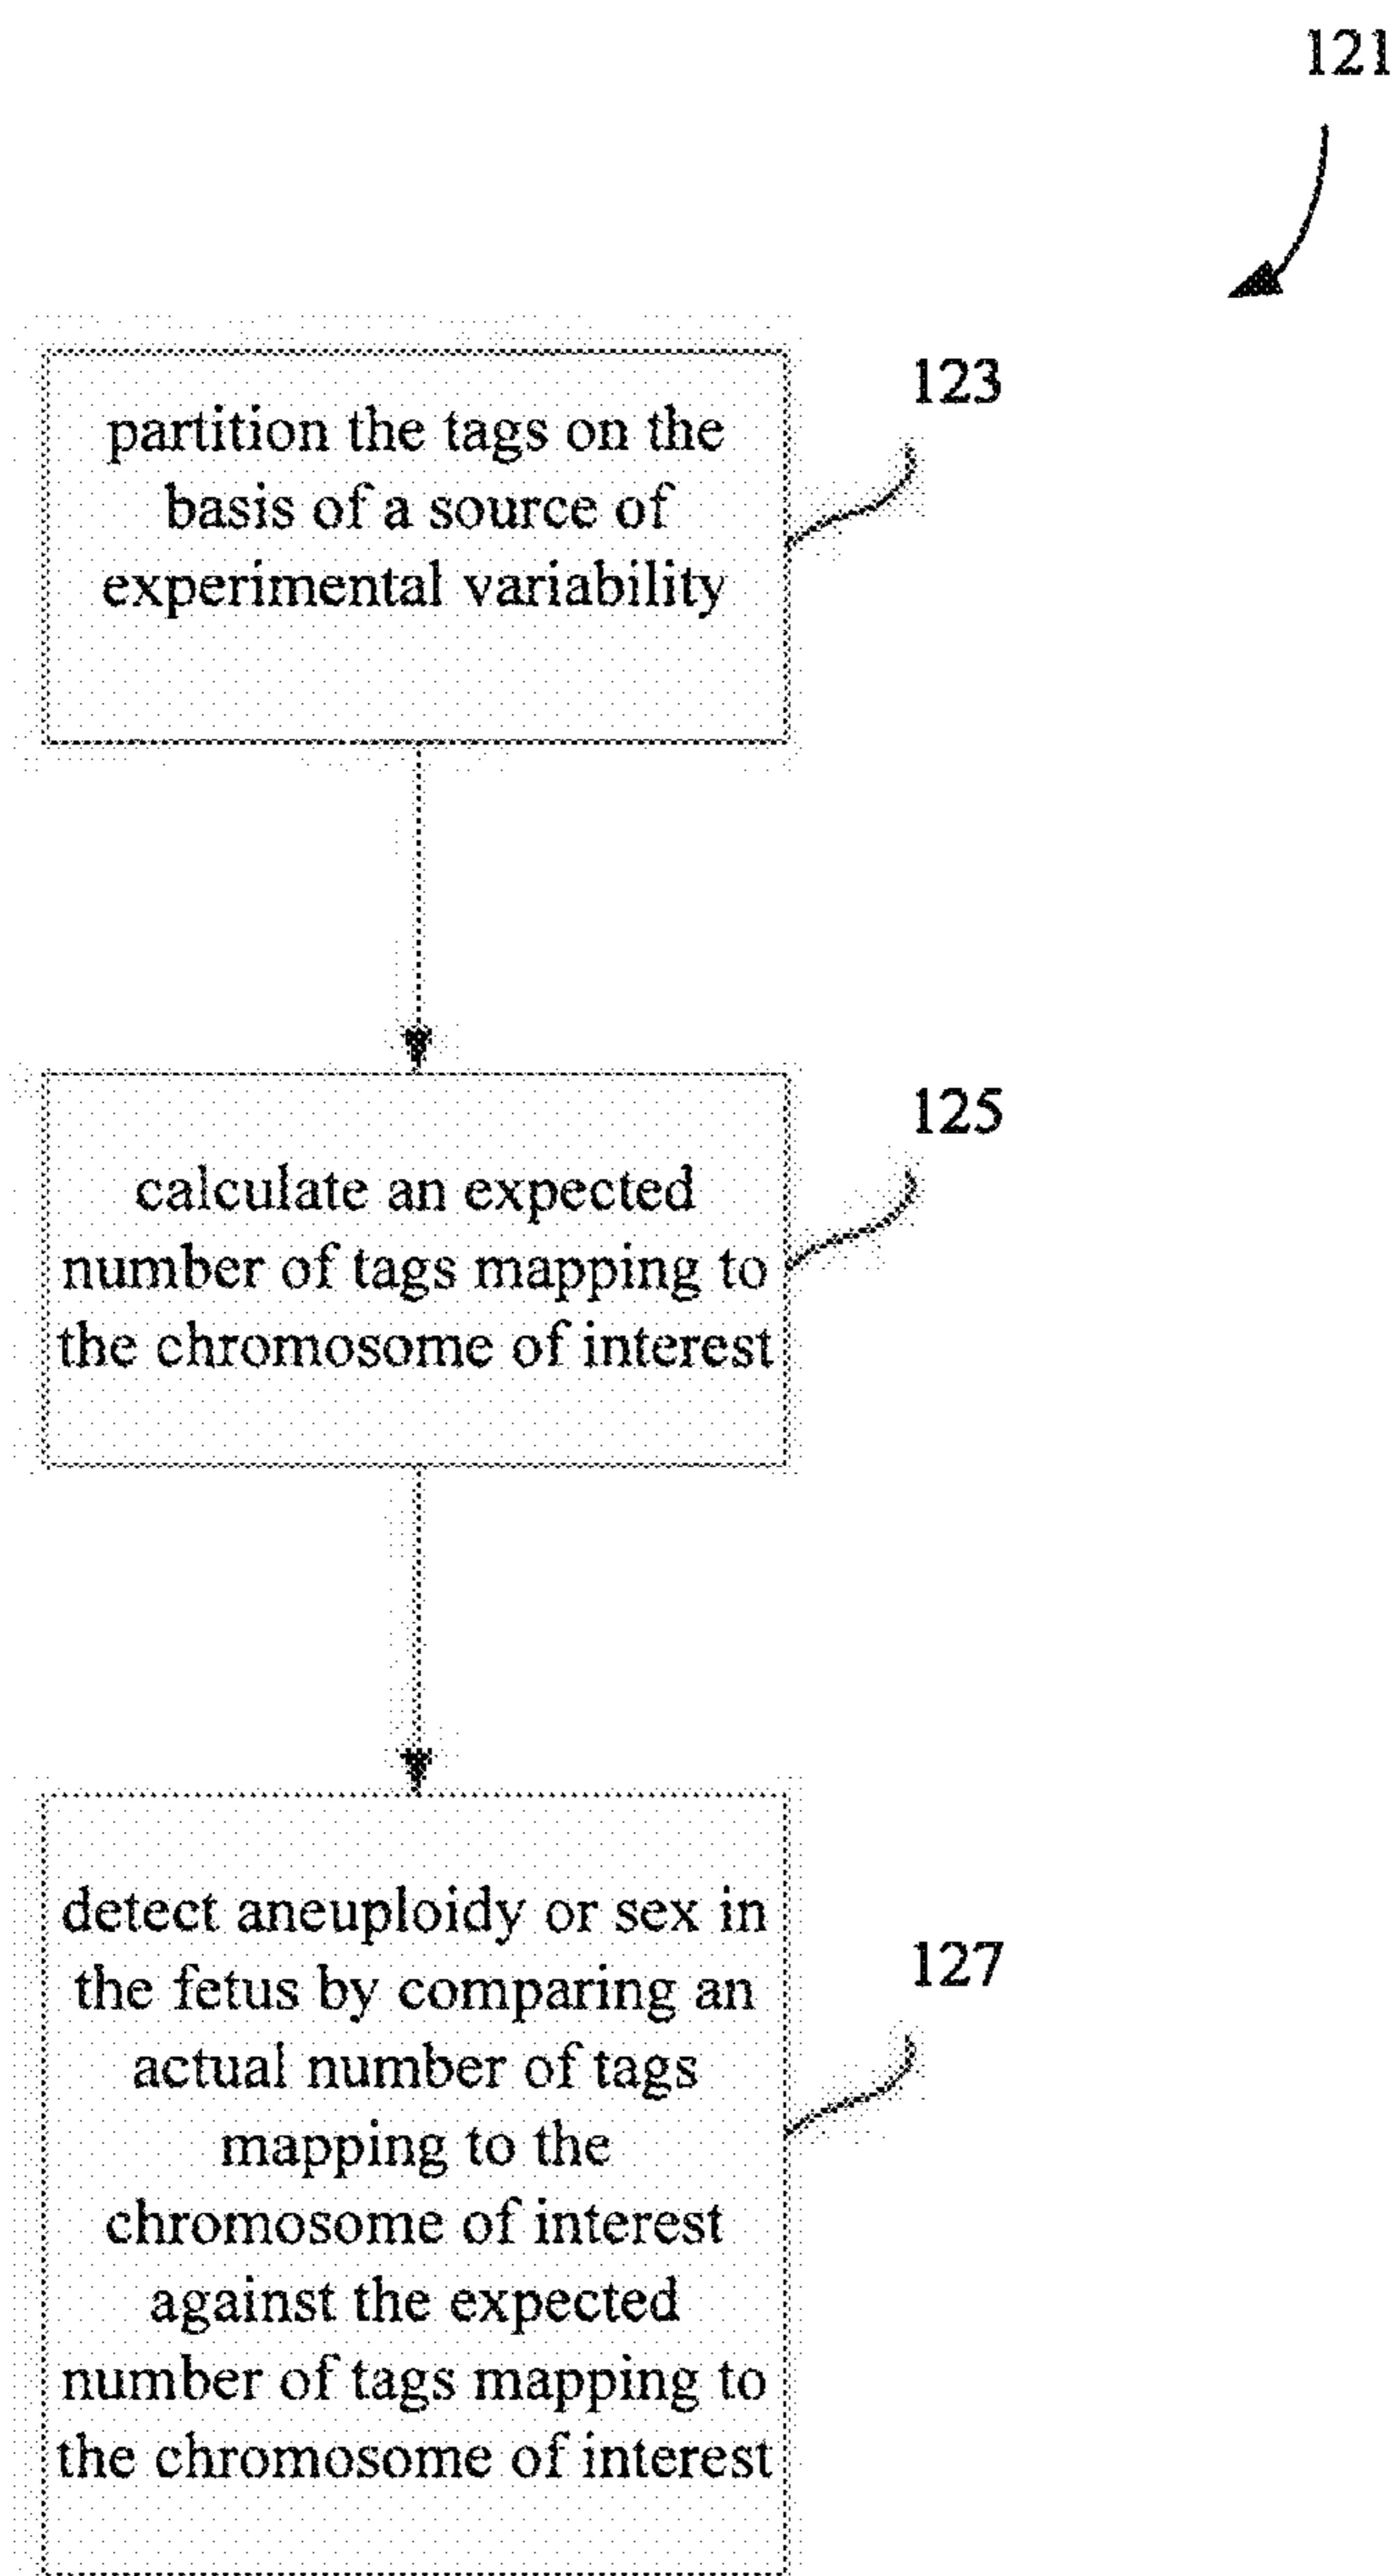 121
123
partition the tags on the
basis of a source of
experimental variability
125
calculate an expected
number of tags mapping to
the chromosome of interest
127
detect aneuploidy or sex in
the fetus by comparing an
actual number of tags
mapping to the
chromosome of interest
against the expected
number of tags mapping to
the chromosome of interest